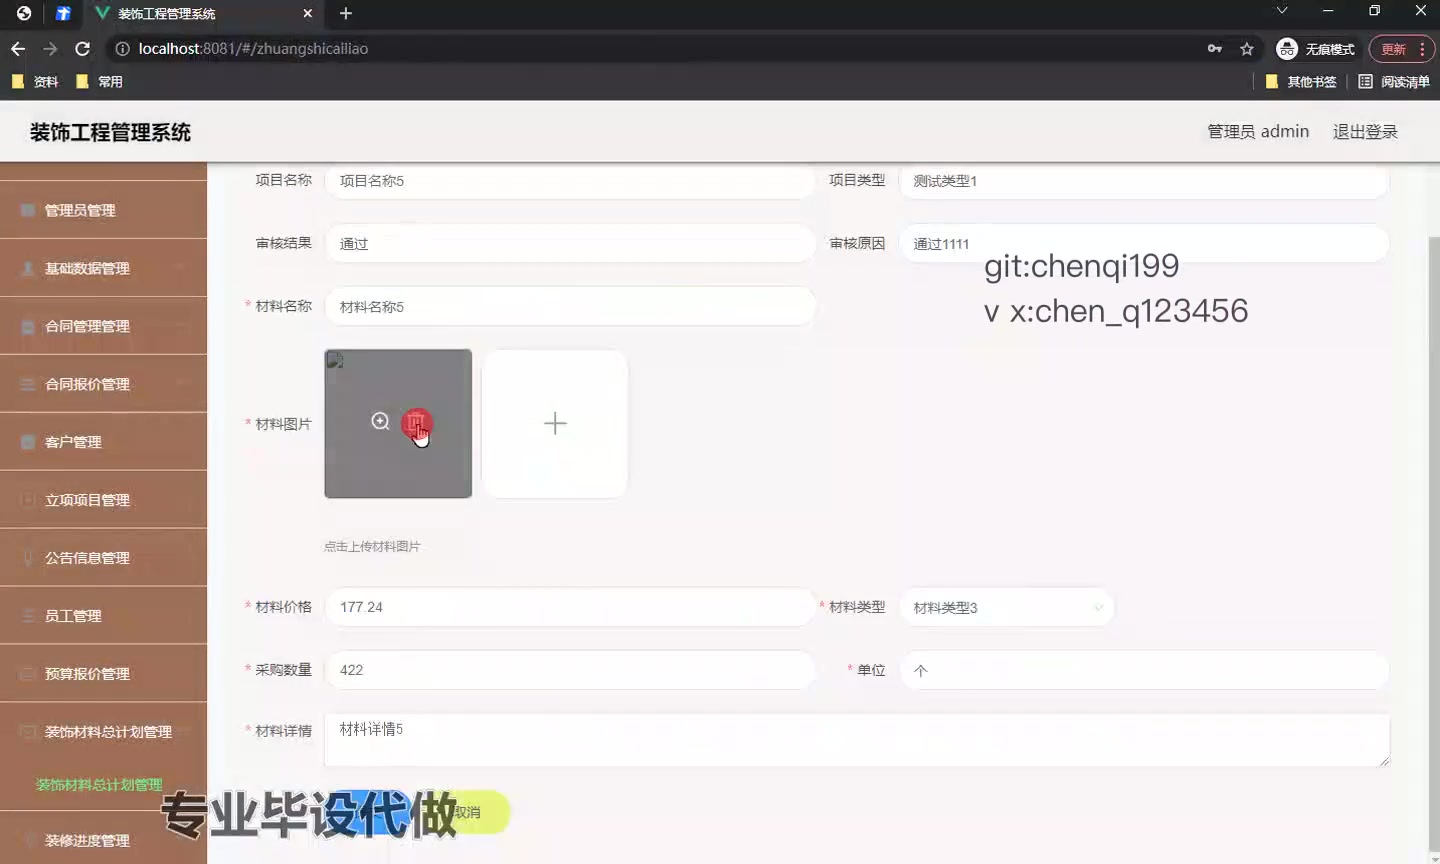 装饰工程管理系统
localhost:8081/#/zhuangshicailiao
无痕模式
更新
资料
常用
其他书签
阅读清单
装饰工程管理系统
管理员 admin
退出登录
管理员管理
基础数据管理
合同管理管理
合同报价管理
客户管理
立项项目管理
公告信息管理
员工管理
预算报价管理
装饰材料总计划管理
装饰材料总计划管理
装修进度管理
项目名称 项目名称5
项目类型 测试类型1
审核结果 通过
审核原因 通过1111
git:chenqi199
v x:chen_q123456
* 材料名称 材料名称5
* 材料图片
点击上传材料图片
* 材料价格 177.24
* 材料类型 材料类型3
* 采购数量 422
* 单位 个
* 材料详情 材料详情5
专业毕设代做
取消